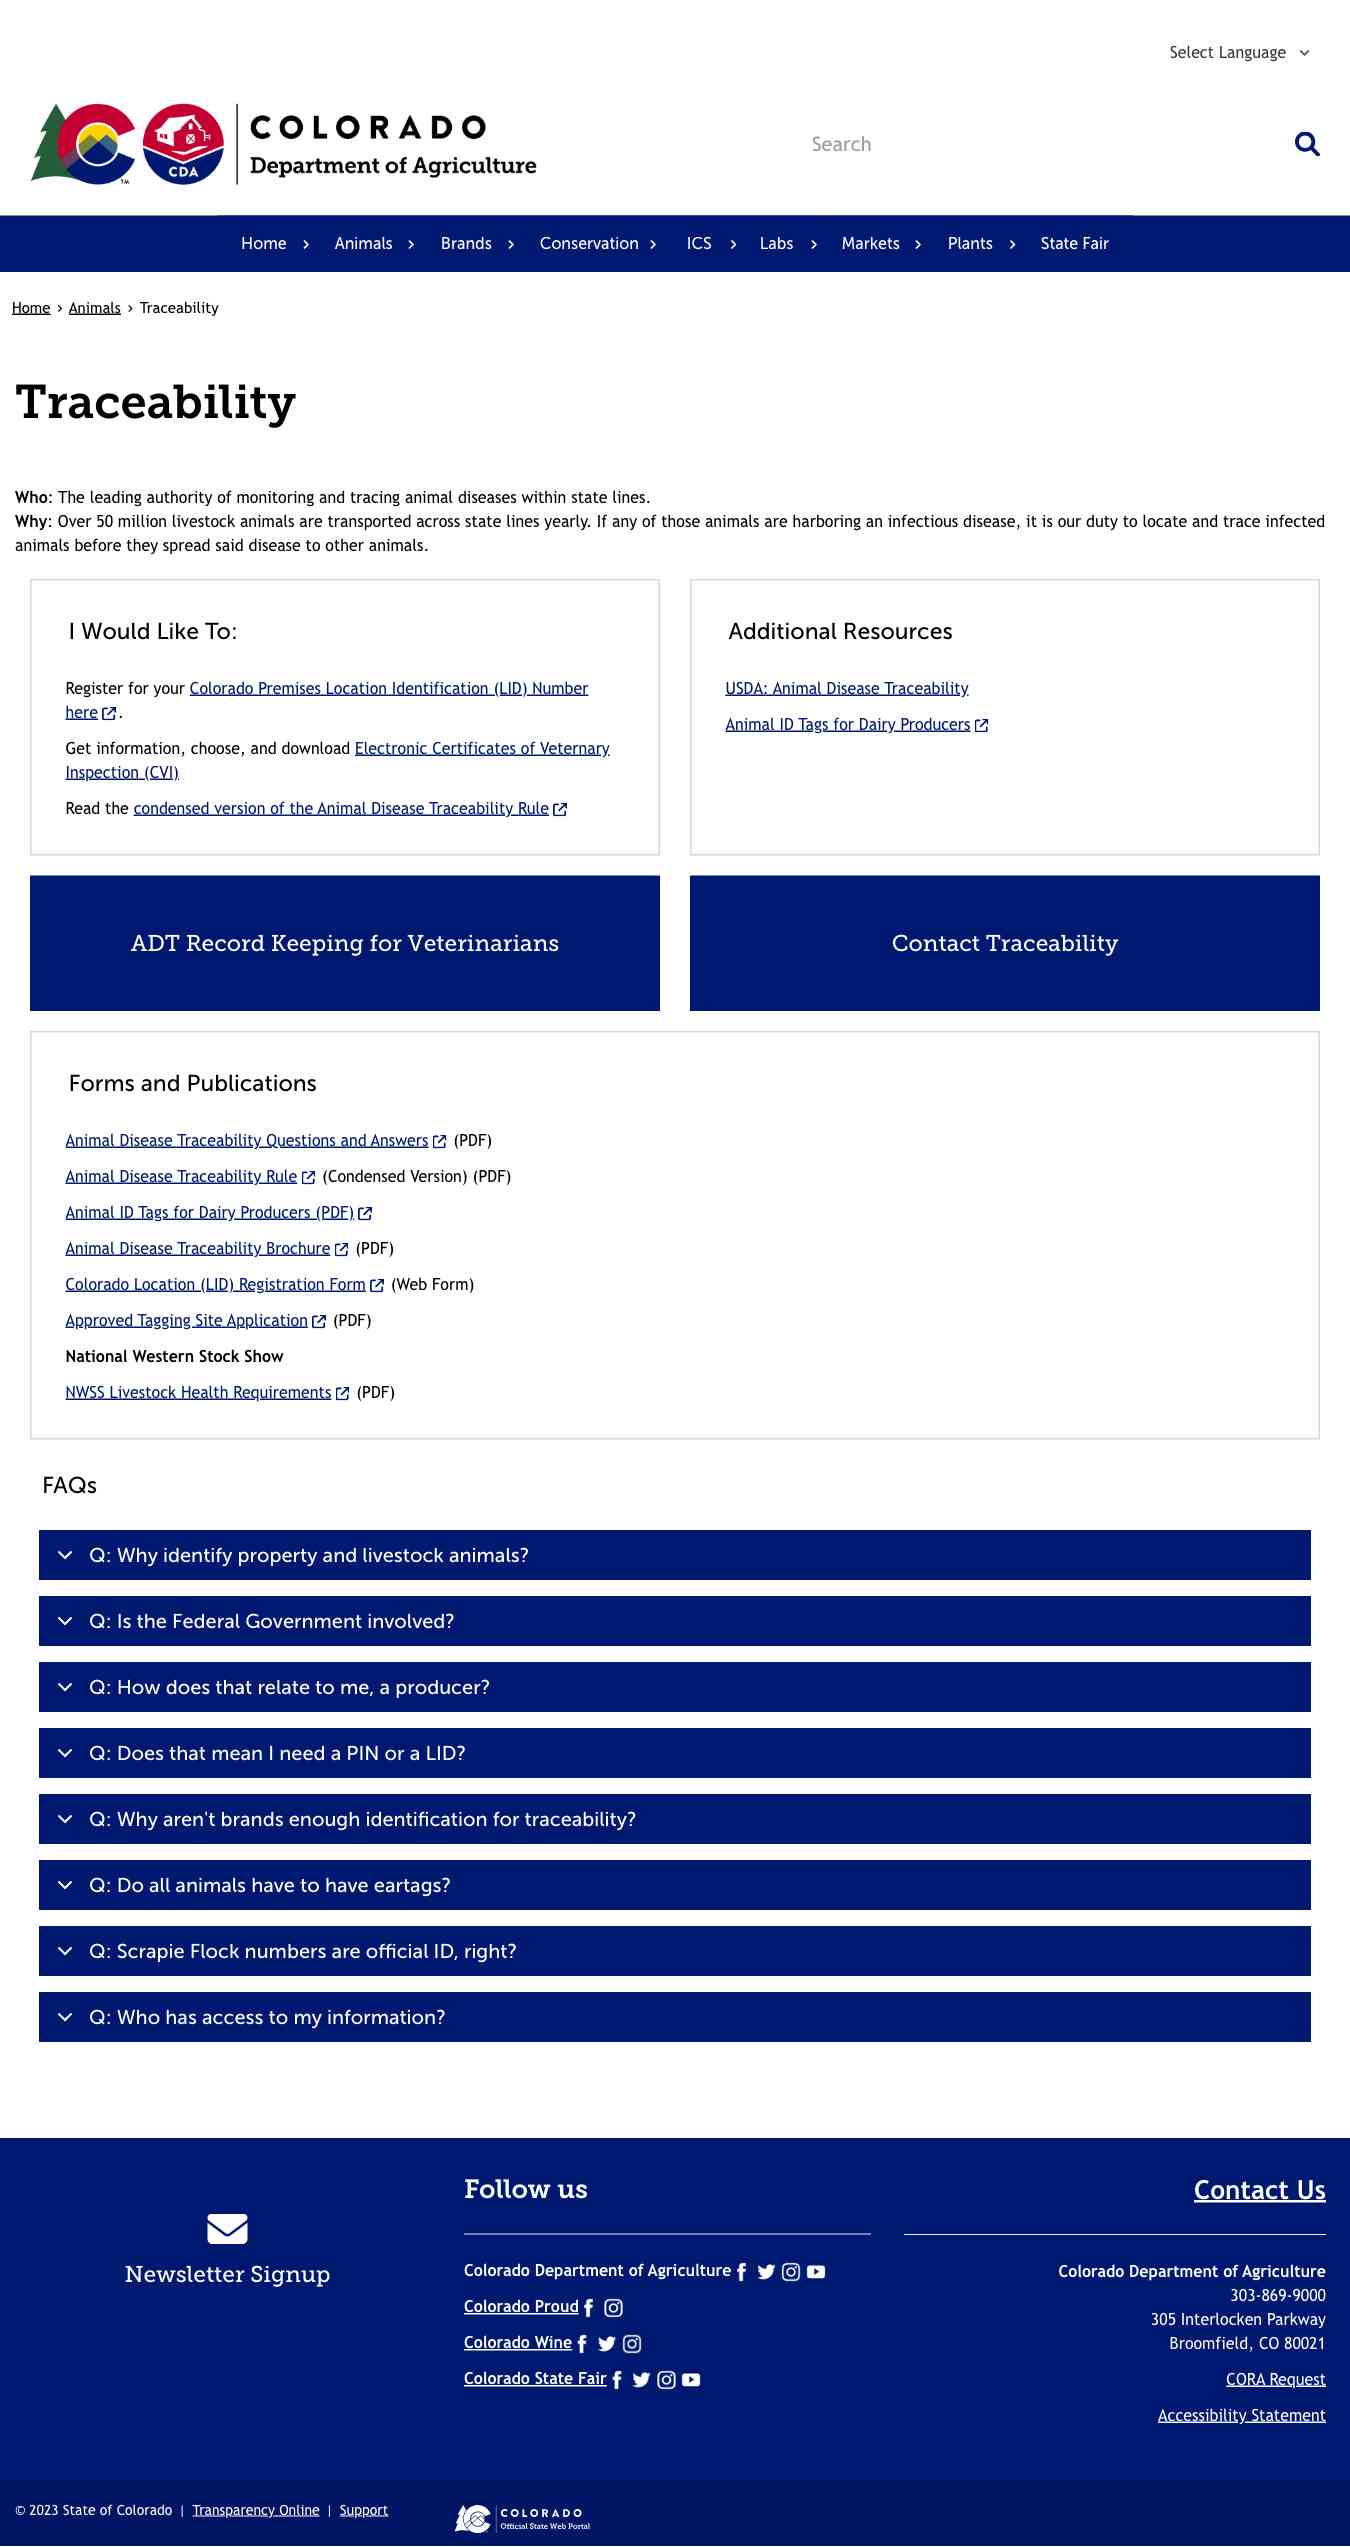 Select Language
CDA
TM
COLORADO
Department of Agriculture
Search
Home Animals Brands Conservation ICS Labs Markets Plants State Fair
Home › Animals › Traceability
Traceability
Who: The leading authority of monitoring and tracing animal diseases within state lines.
Why: Over 50 million livestock animals are transported across state lines yearly. If any of those animals are harboring an infectious disease, it is our duty to locate and trace infected
animals before they spread said disease to other animals.
I Would Like To:
Register for your Colorado Premises Location Identification (LID) Number
here.
Get information, choose, and download Electronic Certificates of Veternary
Inspection (CVI)
Read the condensed version of the Animal Disease Traceability Rule
Additional Resources
USDA: Animal Disease Traceability
Animal ID Tags for Dairy Producers
ADT Record Keeping for Veterinarians
Contact Traceability
Forms and Publications
Animal Disease Traceability Questions and Answers (PDF)
Animal Disease Traceability Rule (Condensed Version) (PDF)
Animal ID Tags for Dairy Producers (PDF)
Animal Disease Traceability Brochure (PDF)
Colorado Location (LID) Registration Form (Web Form)
Approved Tagging Site Application (PDF)
National Western Stock Show
NWSS Livestock Health Requirements (PDF)
FAQs
Q: Why identify property and livestock animals?
Q: Is the Federal Government involved?
Q: How does that relate to me, a producer?
Q: Does that mean I need a PIN or a LID?
Q: Why aren't brands enough identification for traceability?
Q: Do all animals have to have eartags?
Q: Scrapie Flock numbers are official ID, right?
Q: Who has access to my information?
Newsletter Signup
Follow us
Colorado Department of Agriculture
Colorado Proud
Colorado Wine
Colorado State Fair
Contact Us
Colorado Department of Agriculture
303-869-9000
305 Interlocken Parkway
Broomfield, CO 80021
CORA Request
Accessibility Statement
© 2023 State of Colorado | Transparency Online | Support
COLORADO
Official State Web Portal